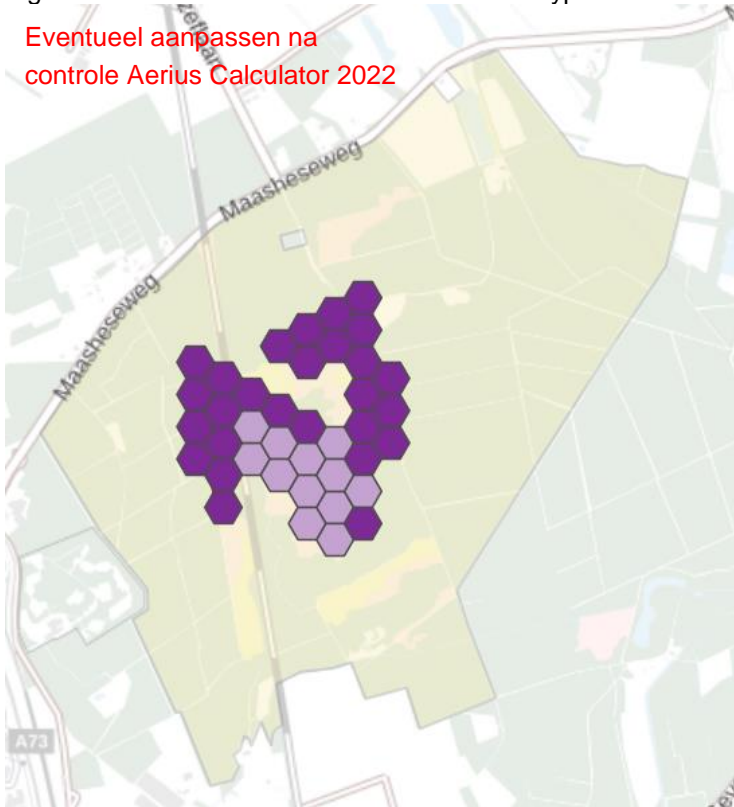 Eventueel aanpassen na
controle Aerius Calculator 2022
Maasheseweg
Maasheseweg
A73